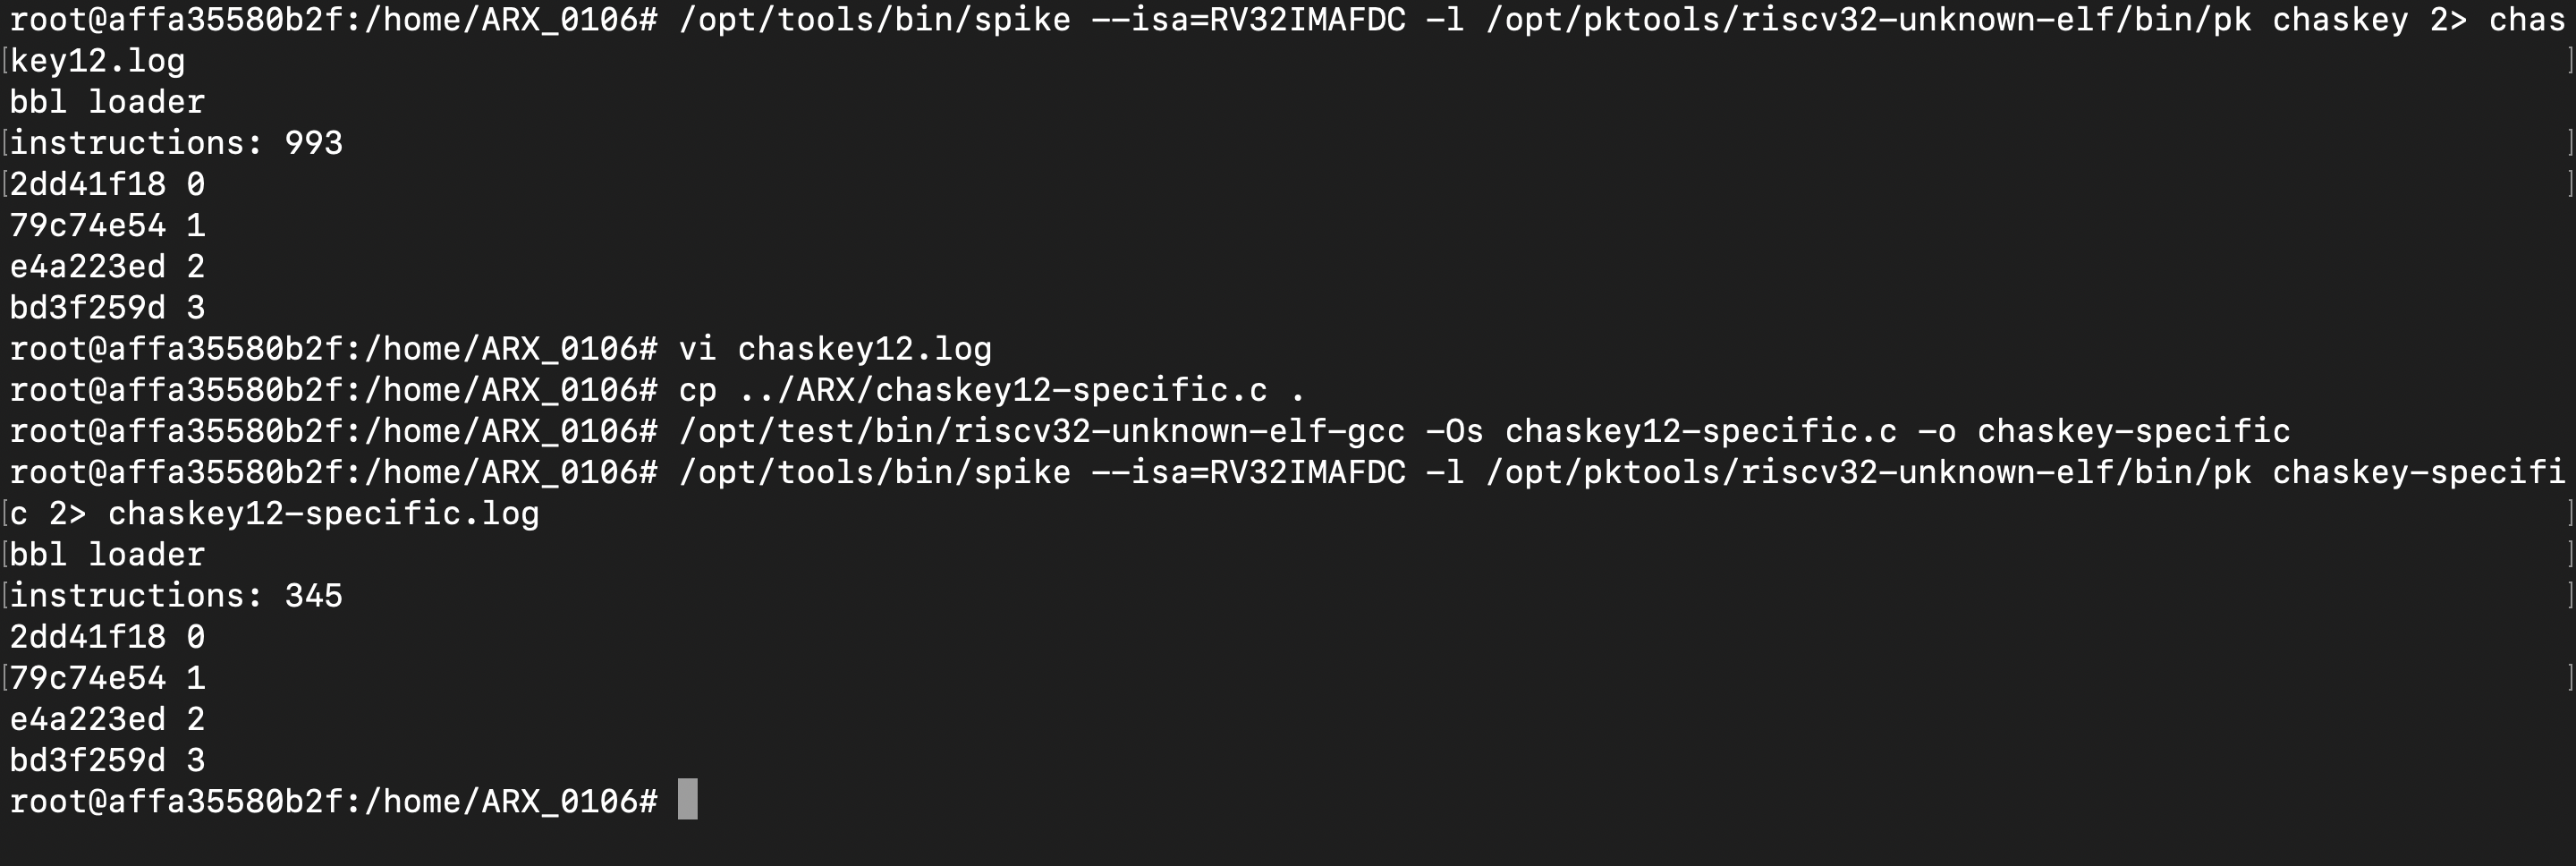 root@affa35580b2f:/home/ARX_0106# /opt/tools/bin/spike --isa=RV32IMAFDC -l /opt/pktools/riscv32-unknown-elf/bin/pk chaskey 2> chas
[key12.log ]
bbl loader
[instructions: 993 ]
[2dd41f18 0 ]
79c74e54 1
e4a223ed 2
bd3f259d 3
root@affa35580b2f:/home/ARX_0106# vi chaskey12.log
root@affa35580b2f:/home/ARX_0106# cp ../ARX/chaskey12-specific.c .
root@affa35580b2f:/home/ARX_0106# /opt/test/bin/riscv32-unknown-elf-gcc -Os chaskey12-specific.c -o chaskey-specific
root@affa35580b2f:/home/ARX_0106# /opt/tools/bin/spike --isa=RV32IMAFDC -l /opt/pktools/riscv32-unknown-elf/bin/pk chaskey-specifi
[c 2> chaskey12-specific.log ]
[bbl loader ]
[instructions: 345 ]
2dd41f18 0
[79c74e54 1 ]
e4a223ed 2
bd3f259d 3
root@affa35580b2f:/home/ARX_0106#